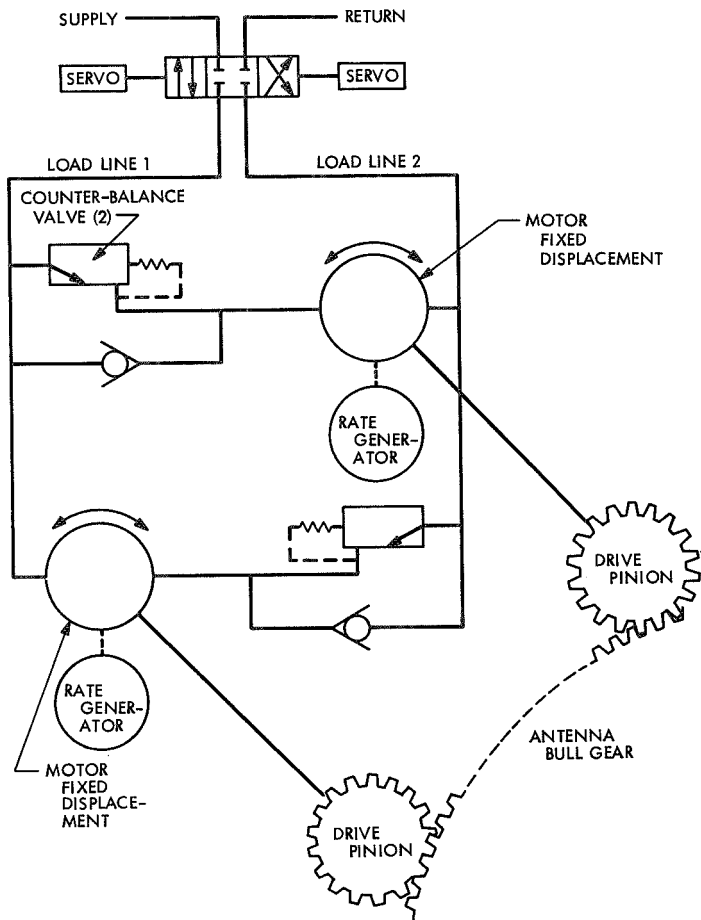 SUPPLY
RETURN
SERVO
SERVO
LOAD LINE 1
LOAD LINE 2
COUNTER-BALANCE
VALVE (2)
MOTOR
FIXED
DISPLACEMENT
RATE
GENER-
ATOR
DRIVE
PINION
RATE
GENER-
ATOR
ANTENNA
BULL GEAR
MOTOR
FIXED
DISPLACE-
MENT
DRIVE
PINION